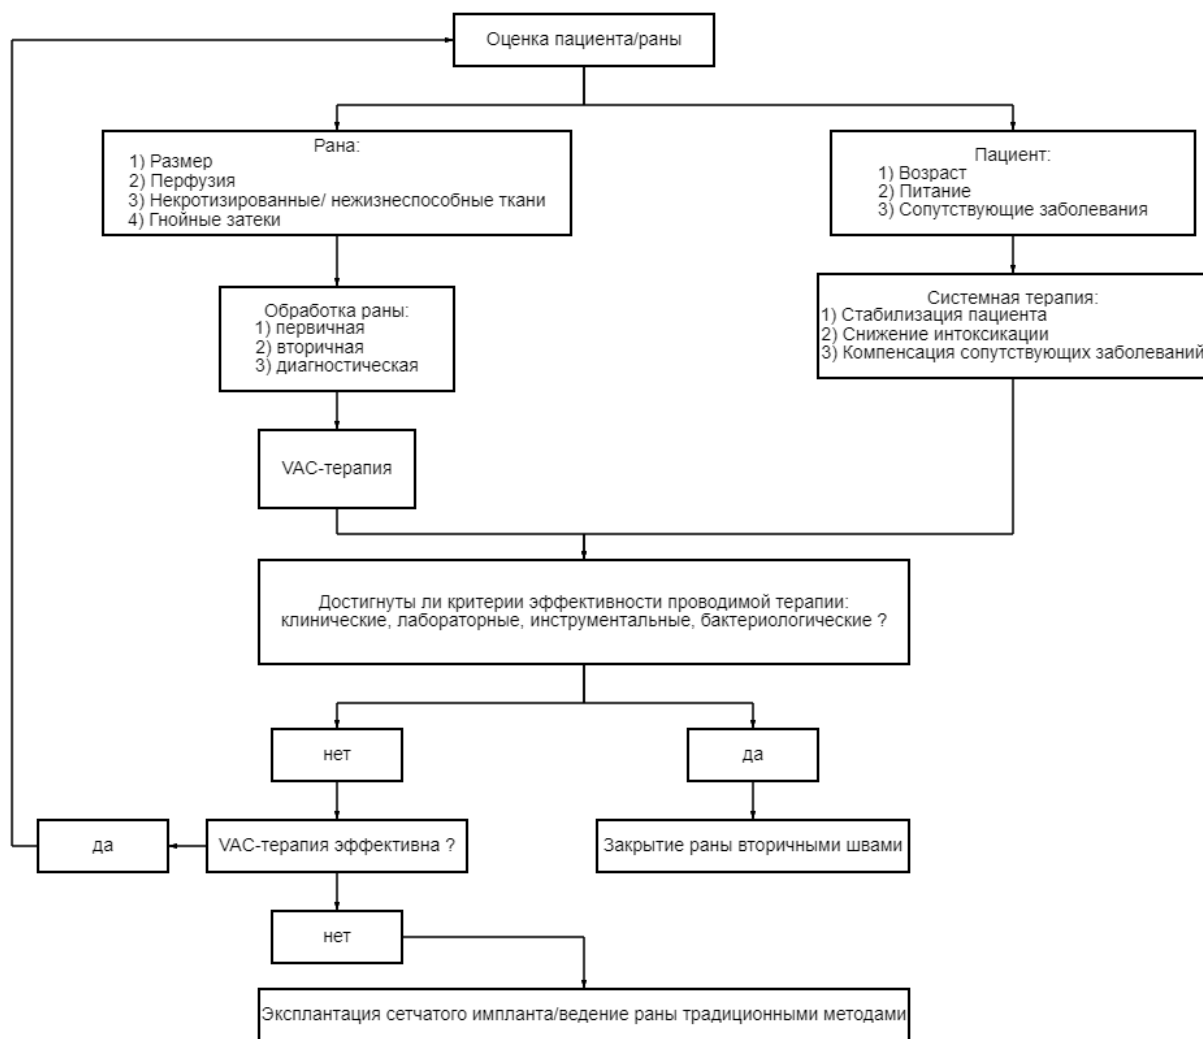 Оценка пациента/раны
Рана:
1) Размер
2) Перфузия
3) Некротизированные/ нежизнеспособные ткани
4) Гнойные затеки
Пациент:
1) Возраст
2) Питание
3) Сопутствующие заболевания
Обработка раны:
1) первичная
2) вторичная
3) диагностическая
Системная терапия:
1) Стабилизация пациента
2) Снижение интоксикации
3) Компенсация сопутствующих заболеваний
VAC-терапия
Достигнуты ли критерии эффективности проводимой терапии:
клинические, лабораторные, инструментальные, бактериологические ?
нет
да
да
VAC-терапия эффективна ?
Закрытие раны вторичными швами
нет
Эксплантация сетчатого импланта/ведение раны традиционными методами